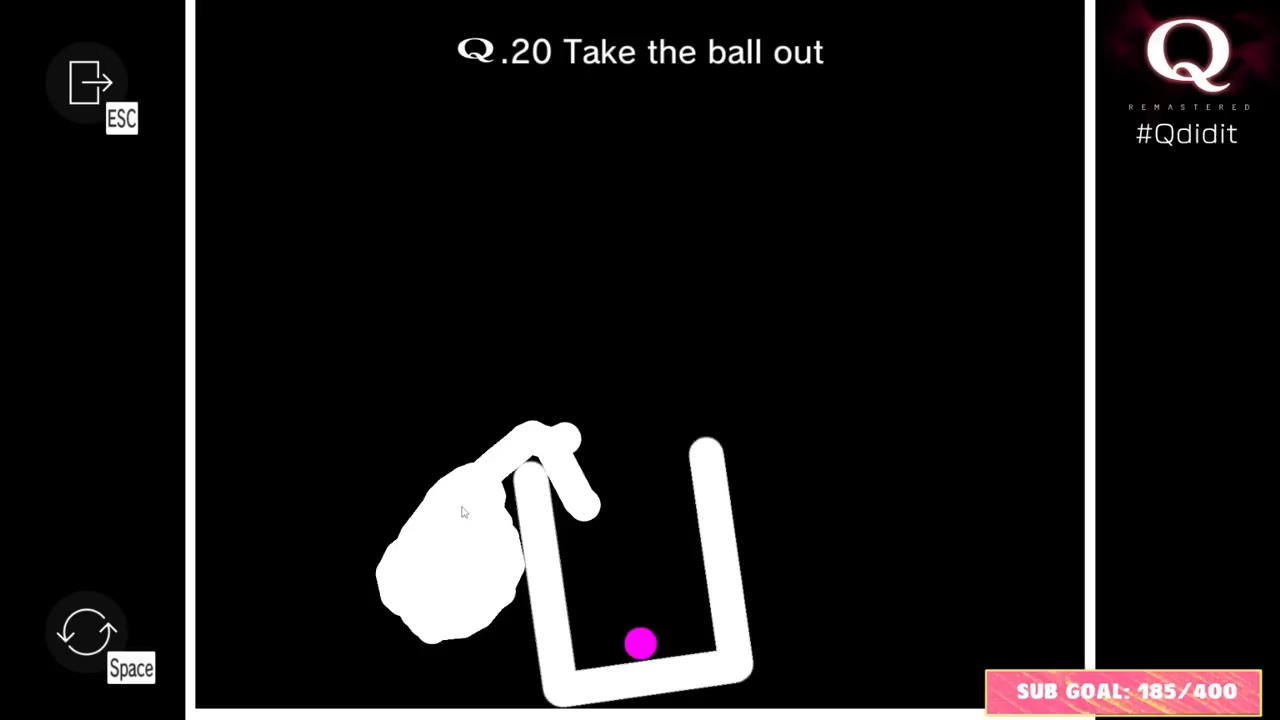 Q.20 Take the ball out
ESC
Q
REMASTERED
#Qdidit
Space
SUB GOAL: 185/400